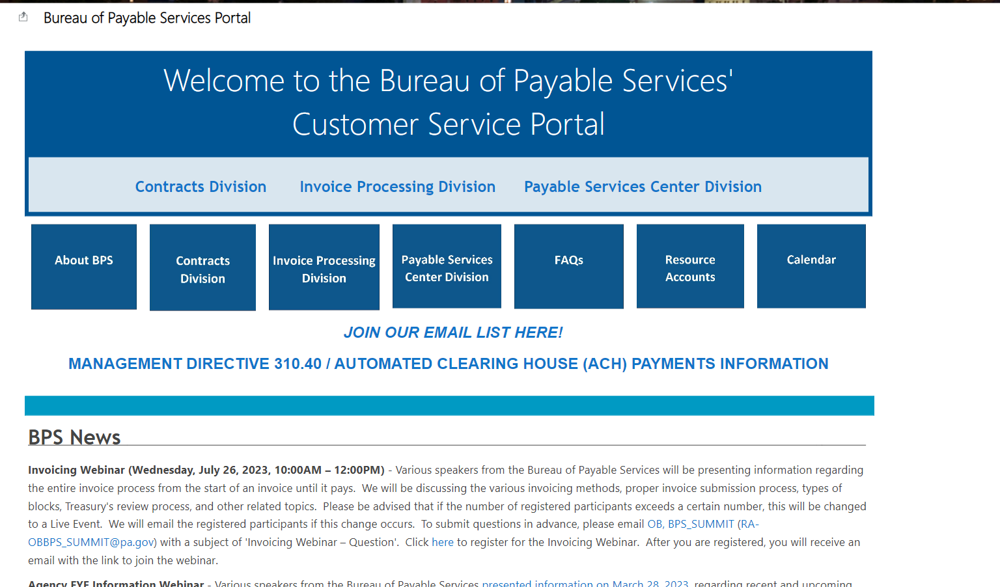 Bureau of Payable Services Portal
Welcome to the Bureau of Payable Services'
Customer Service Portal
Contracts Division Invoice Processing Division Payable Services Center Division
About BPS
Contracts
Division
Invoice Processing
Division
Payable Services
Center Division
FAQs
Resource
Accounts
Calendar
JOIN OUR EMAIL LIST HERE!
MANAGEMENT DIRECTIVE 310.40 / AUTOMATED CLEARING HOUSE (ACH) PAYMENTS INFORMATION
BPS News
Invoicing Webinar (Wednesday, July 26, 2023, 10:00AM – 12:00PM) - Various speakers from the Bureau of Payable Services will be presenting information regarding
the entire invoice process from the start of an invoice until it pays. We will be discussing the various invoicing methods, proper invoice submission process, types of
blocks, Treasury's review process, and other related topics. Please be advised that if the number of registered participants exceeds a certain number, this will be changed
to a Live Event. We will email the registered participants if this change occurs. To submit questions in advance, please email OB, BPS_SUMMIT (RA-
OBBPS_SUMMIT@pa.gov) with a subject of 'Invoicing Webinar – Question'. Click here to register for the Invoicing Webinar. After you are registered, you will receive an
email with the link to join the webinar.
Agency FYE Information Webinar - Various speakers from the Bureau of Payable Services presented information on March 28, 2023, regarding recent and upcoming